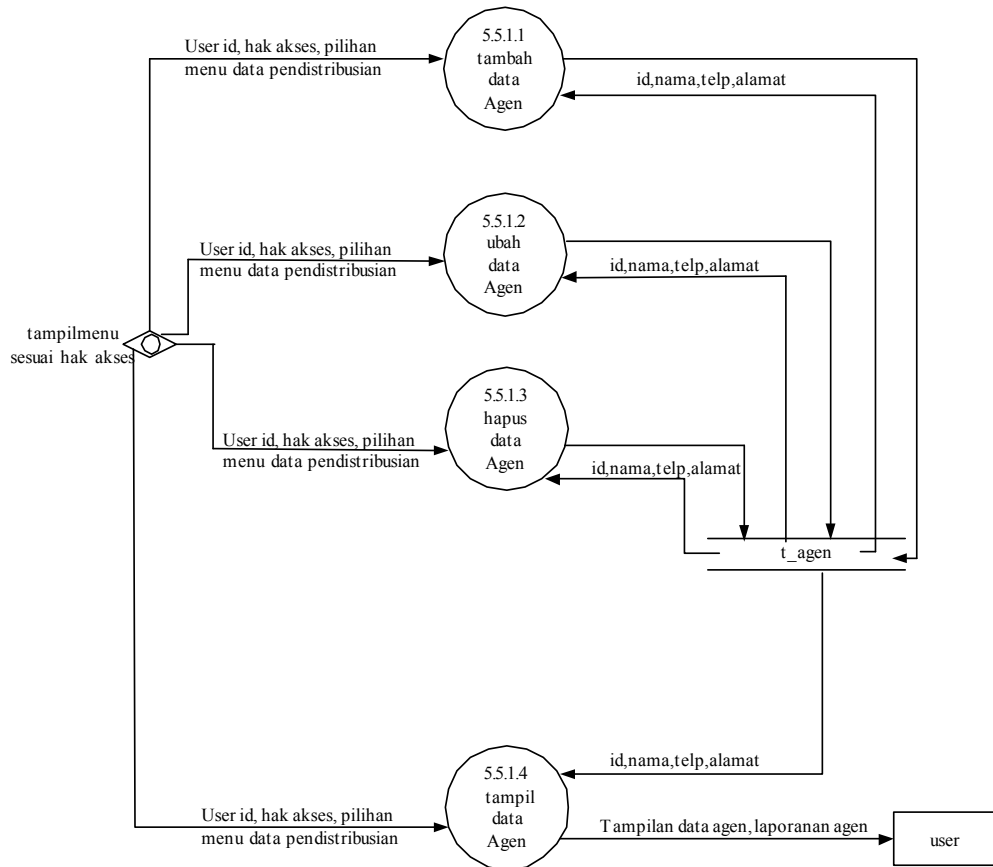 5.5.1.1
tambah
data
Agen
User id, hak akses, pilihan
menu data pendistribusian
id,nama,telp,alamat
5.5.1.2
ubah
data
Agen
User id, hak akses, pilihan
menu data pendistribusian
id,nama,telp,alamat
tampilmenu
sesuai hak akses
5.5.1.3
hapus
data
Agen
User id, hak akses, pilihan
menu data pendistribusian
id,nama,telp,alamat
t_agen
5.5.1.4
tampil
data
Agen
id,nama,telp,alamat
User id, hak akses, pilihan
menu data pendistribusian
Tampilan data agen, laporanan agen
user